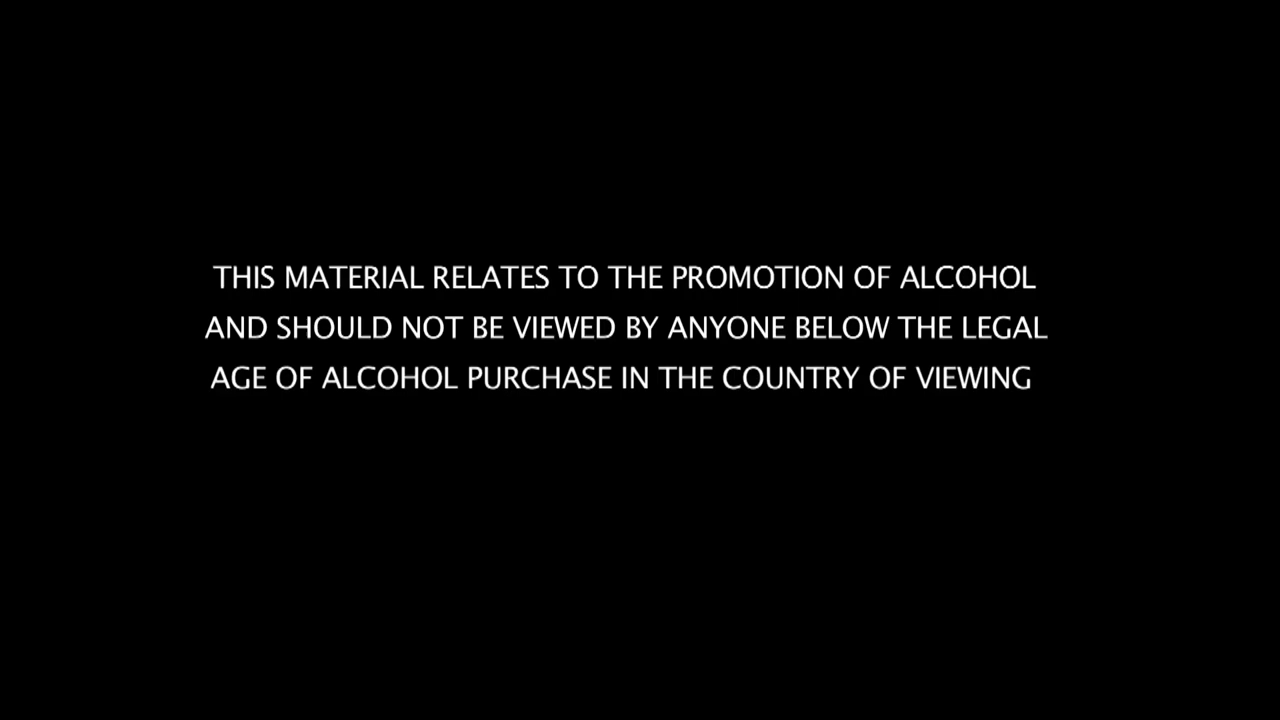 THIS MATERIAL RELATES TO THE PROMOTION OF ALCOHOL
AND SHOULD NOT BE VIEWED BY ANYONE BELOW THE LEGAL
AGE OF ALCOHOL PURCHASE IN THE COUNTRY OF VIEWING